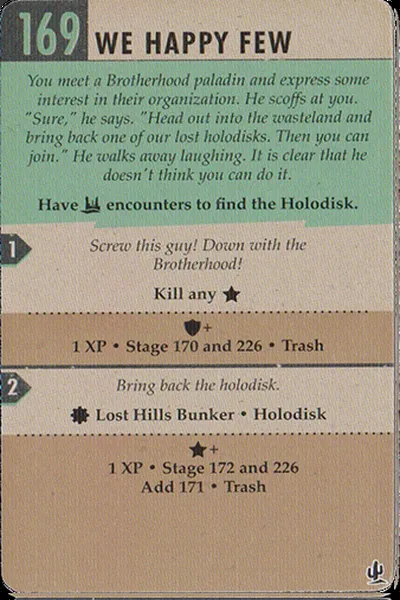 169 WE HAPPY FEW
You meet a Brotherhood paladin and express some
interest in their organization. He scoffs at you.
"Sure," he says. "Head out into the wasteland and
bring back one of our lost holodisks. Then you can
join." He walks away laughing. It is clear that he
doesn't think you can do it.
Have encounters to find the Holodisk.
1
Screw this guy! Down with the
Brotherhood!
Kill any
+
1 XP • Stage 170 and 226 • Trash
2
Bring back the holodisk.
Lost Hills Bunker • Holodisk
+
1 XP • Stage 172 and 226
Add 171 • Trash